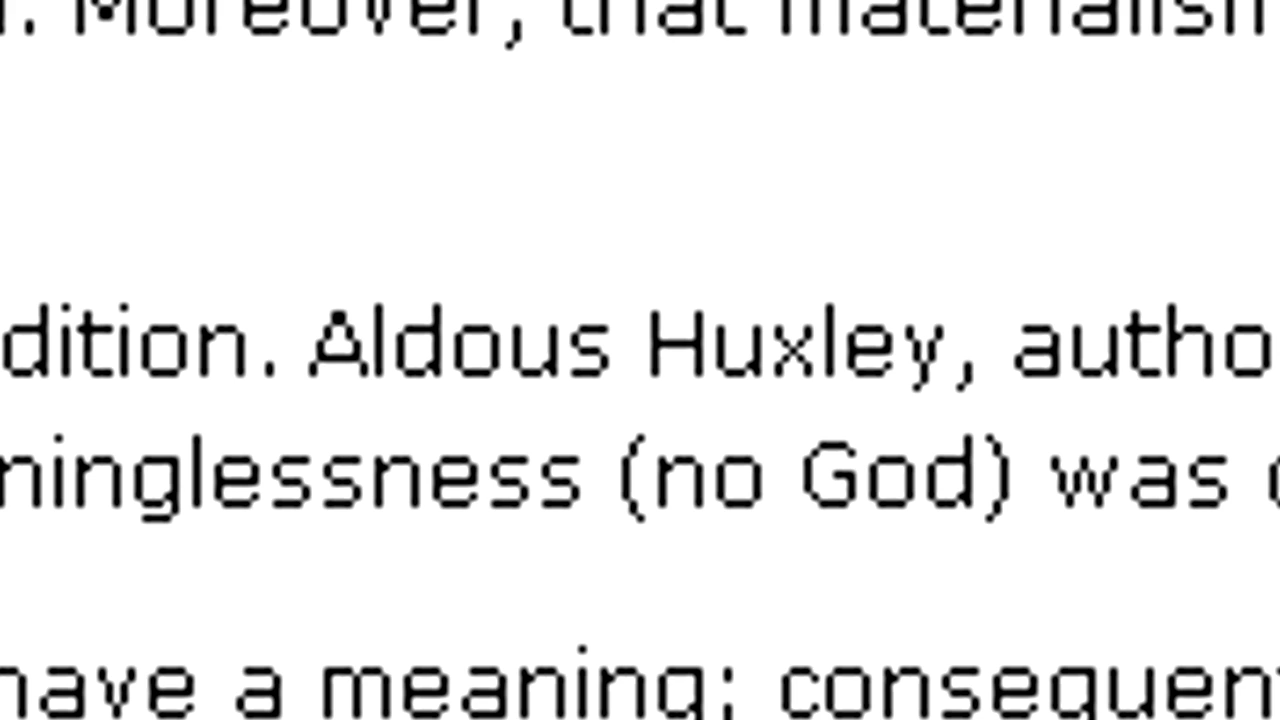 . Moreover, that materialism
dition. Aldous Huxley, autho
ninglessness (no God) was
have a meaning; consequent